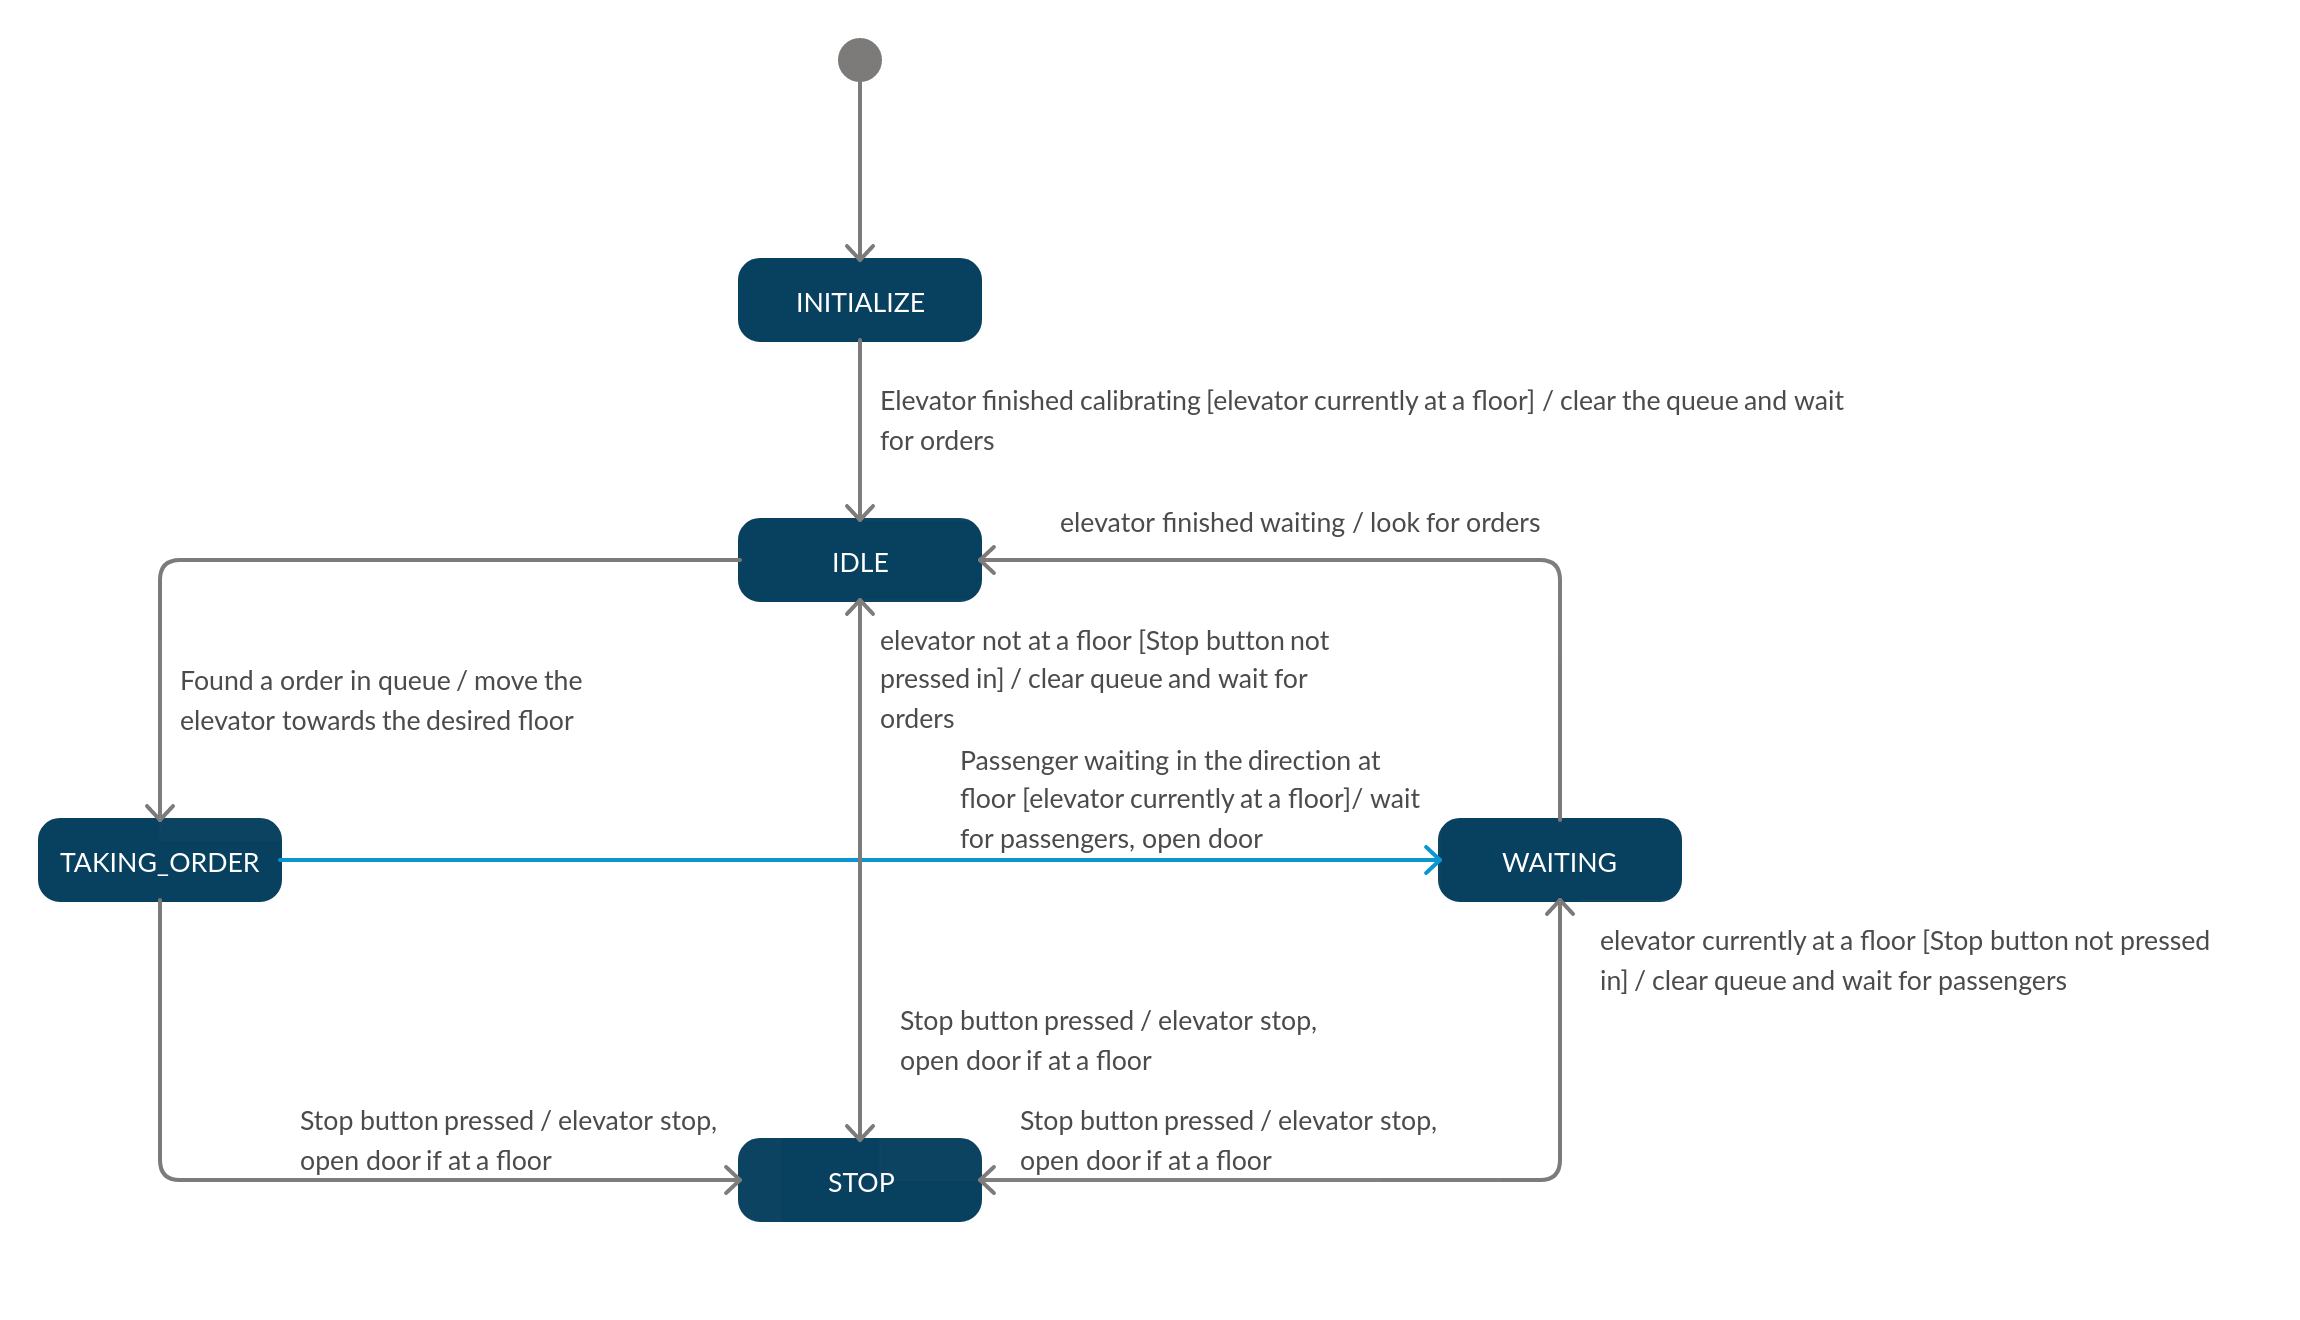 INITIALIZE
Elevator finished calibrating [elevator currently at a floor] / clear the queue and wait
for orders
elevator finished waiting / look for orders
IDLE
elevator not at a floor [Stop button not
pressed in] / clear queue and wait for
orders
Found a order in queue / move the
elevator towards the desired floor
Passenger waiting in the direction at
floor [elevator currently at a floor]/ wait
for passengers, open door
TAKING_ORDER
WAITING
elevator currently at a floor [Stop button not pressed
in] / clear queue and wait for passengers
Stop button pressed / elevator stop,
open door if at a floor
Stop button pressed / elevator stop,
open door if at a floor
Stop button pressed / elevator stop,
open door if at a floor
STOP